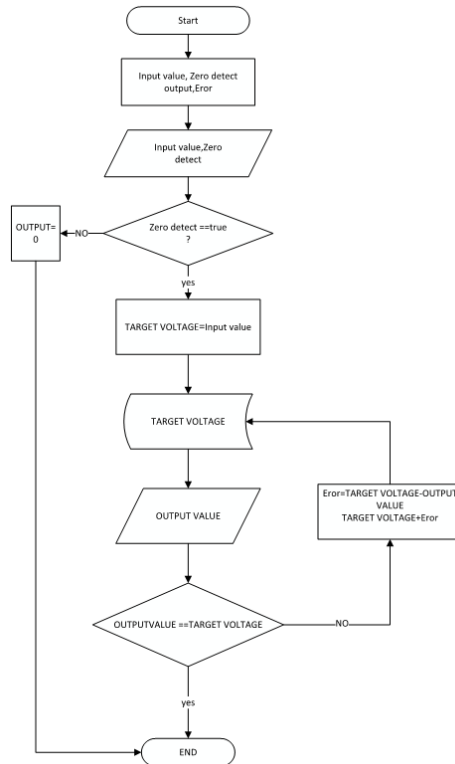 Start
Input value, Zero detect
output,Eror
Input value,Zero
detect
Zero detect ==true
?
NO
OUTPUT=
0
yes
TARGET VOLTAGE=Input value
TARGET VOLTAGE
OUTPUT VALUE
Eror=TARGET VOLTAGE-OUTPUT
VALUE
TARGET VOLTAGE+Eror
OUTPUTVALUE ==TARGET VOLTAGE
NO
yes
END